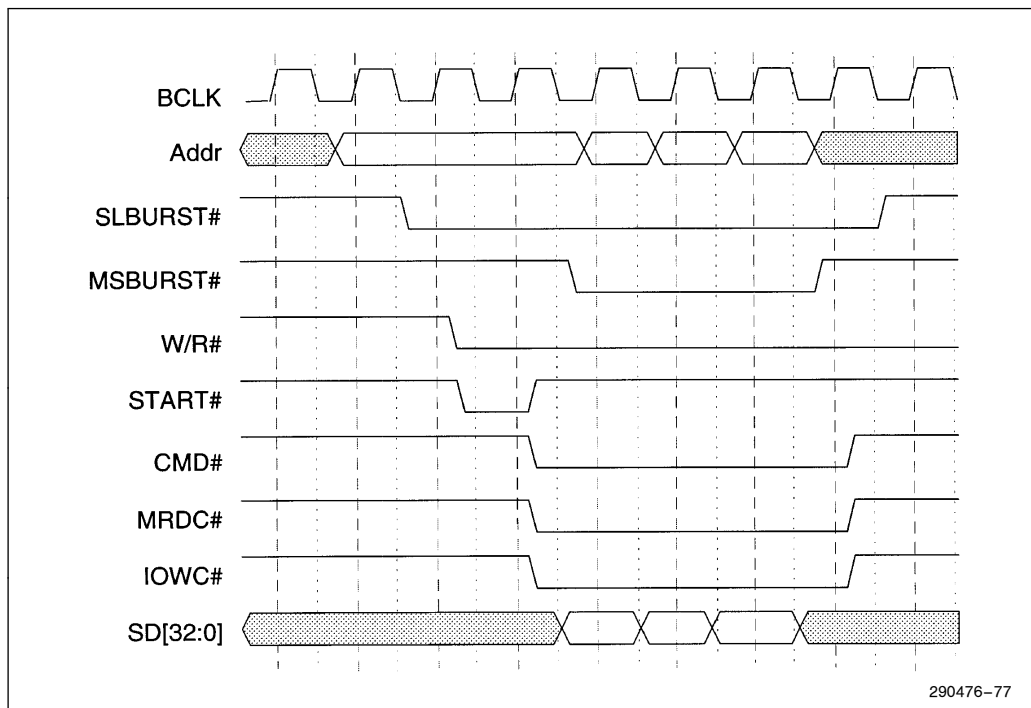 BCLK
Addr
SLBURST#
MSBURST#
W/R#
START#
CMD#
MRDC#
IOWC#
SD[32:0]
290476–77